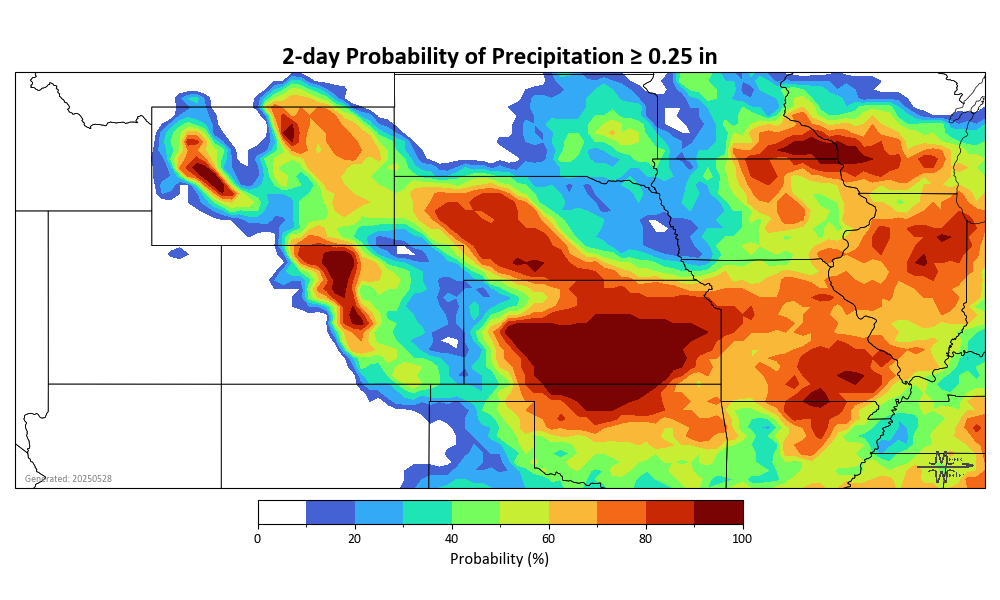 2-day Probability of Precipitation ≥ 0.25 in
Generated: 20250528
0 20 40 60 80 100
Probability (%)